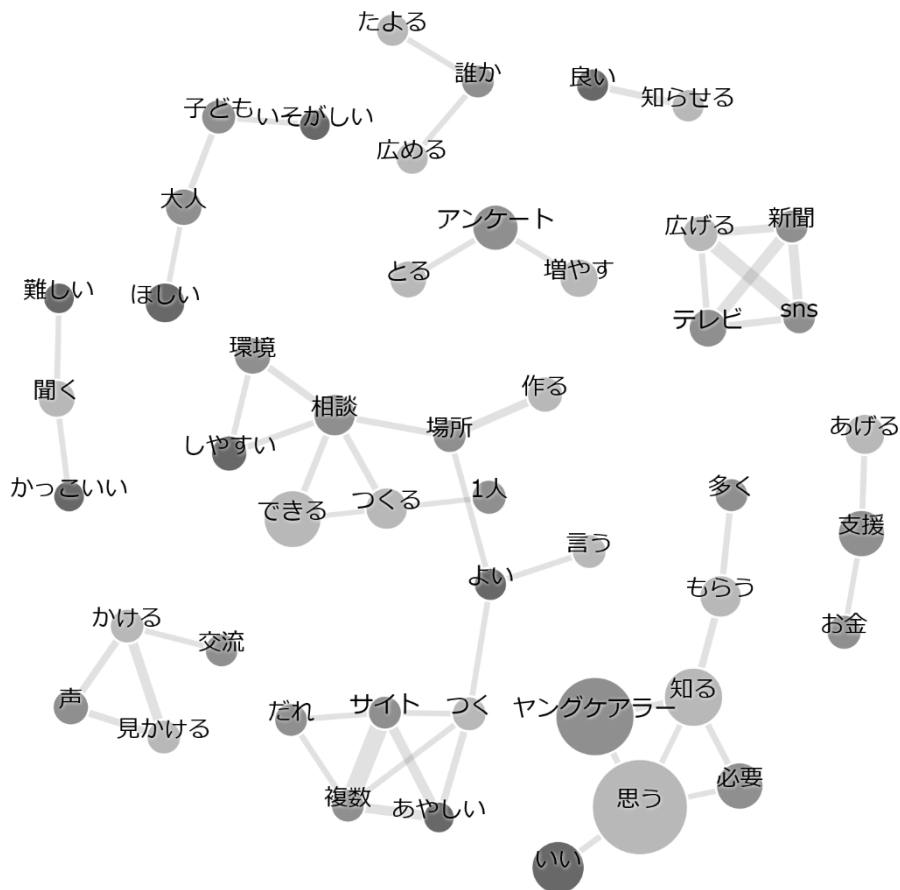 たよる
誰か
良い
知らせる
子ども
いそがしい
広める
大人
アンケート
広げる
新聞
とる
増やす
難しい
ほしい
テレビ
sns
環境
聞く
作る
相談
場所
しやすい
あげる
かっこいい
できる
つくる
1人
多く
支援
言う
よい
もらう
かける
お金
交流
声
見かける
だれ
サイト
つく
ヤングケアラー
知る
複数
あやしい
思う
必要
いい